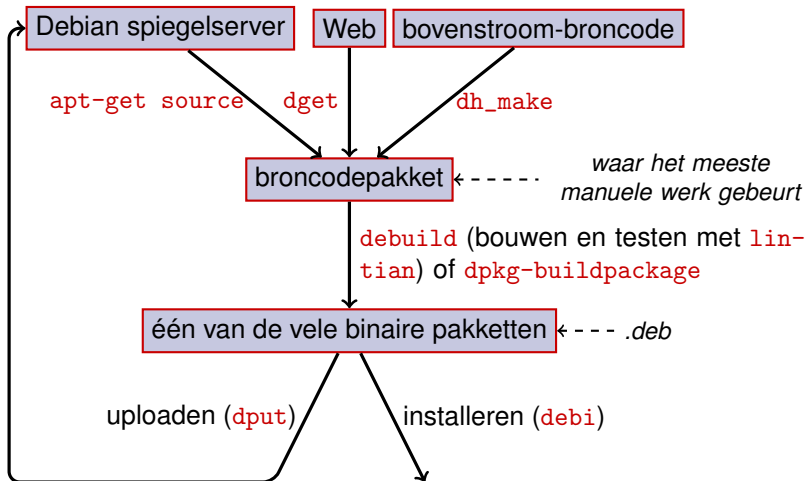 Debian spiegelserver
Web
bovenstroom-broncode
apt-get source
dget
dh_make
broncodepakket
waar het meeste
manuele werk gebeurt
debuild (bouwen en testen met lin-
tian) of dpkg-buildpackage
één van de vele binaire pakketten
.deb
uploaden (dput)
installeren (debi)